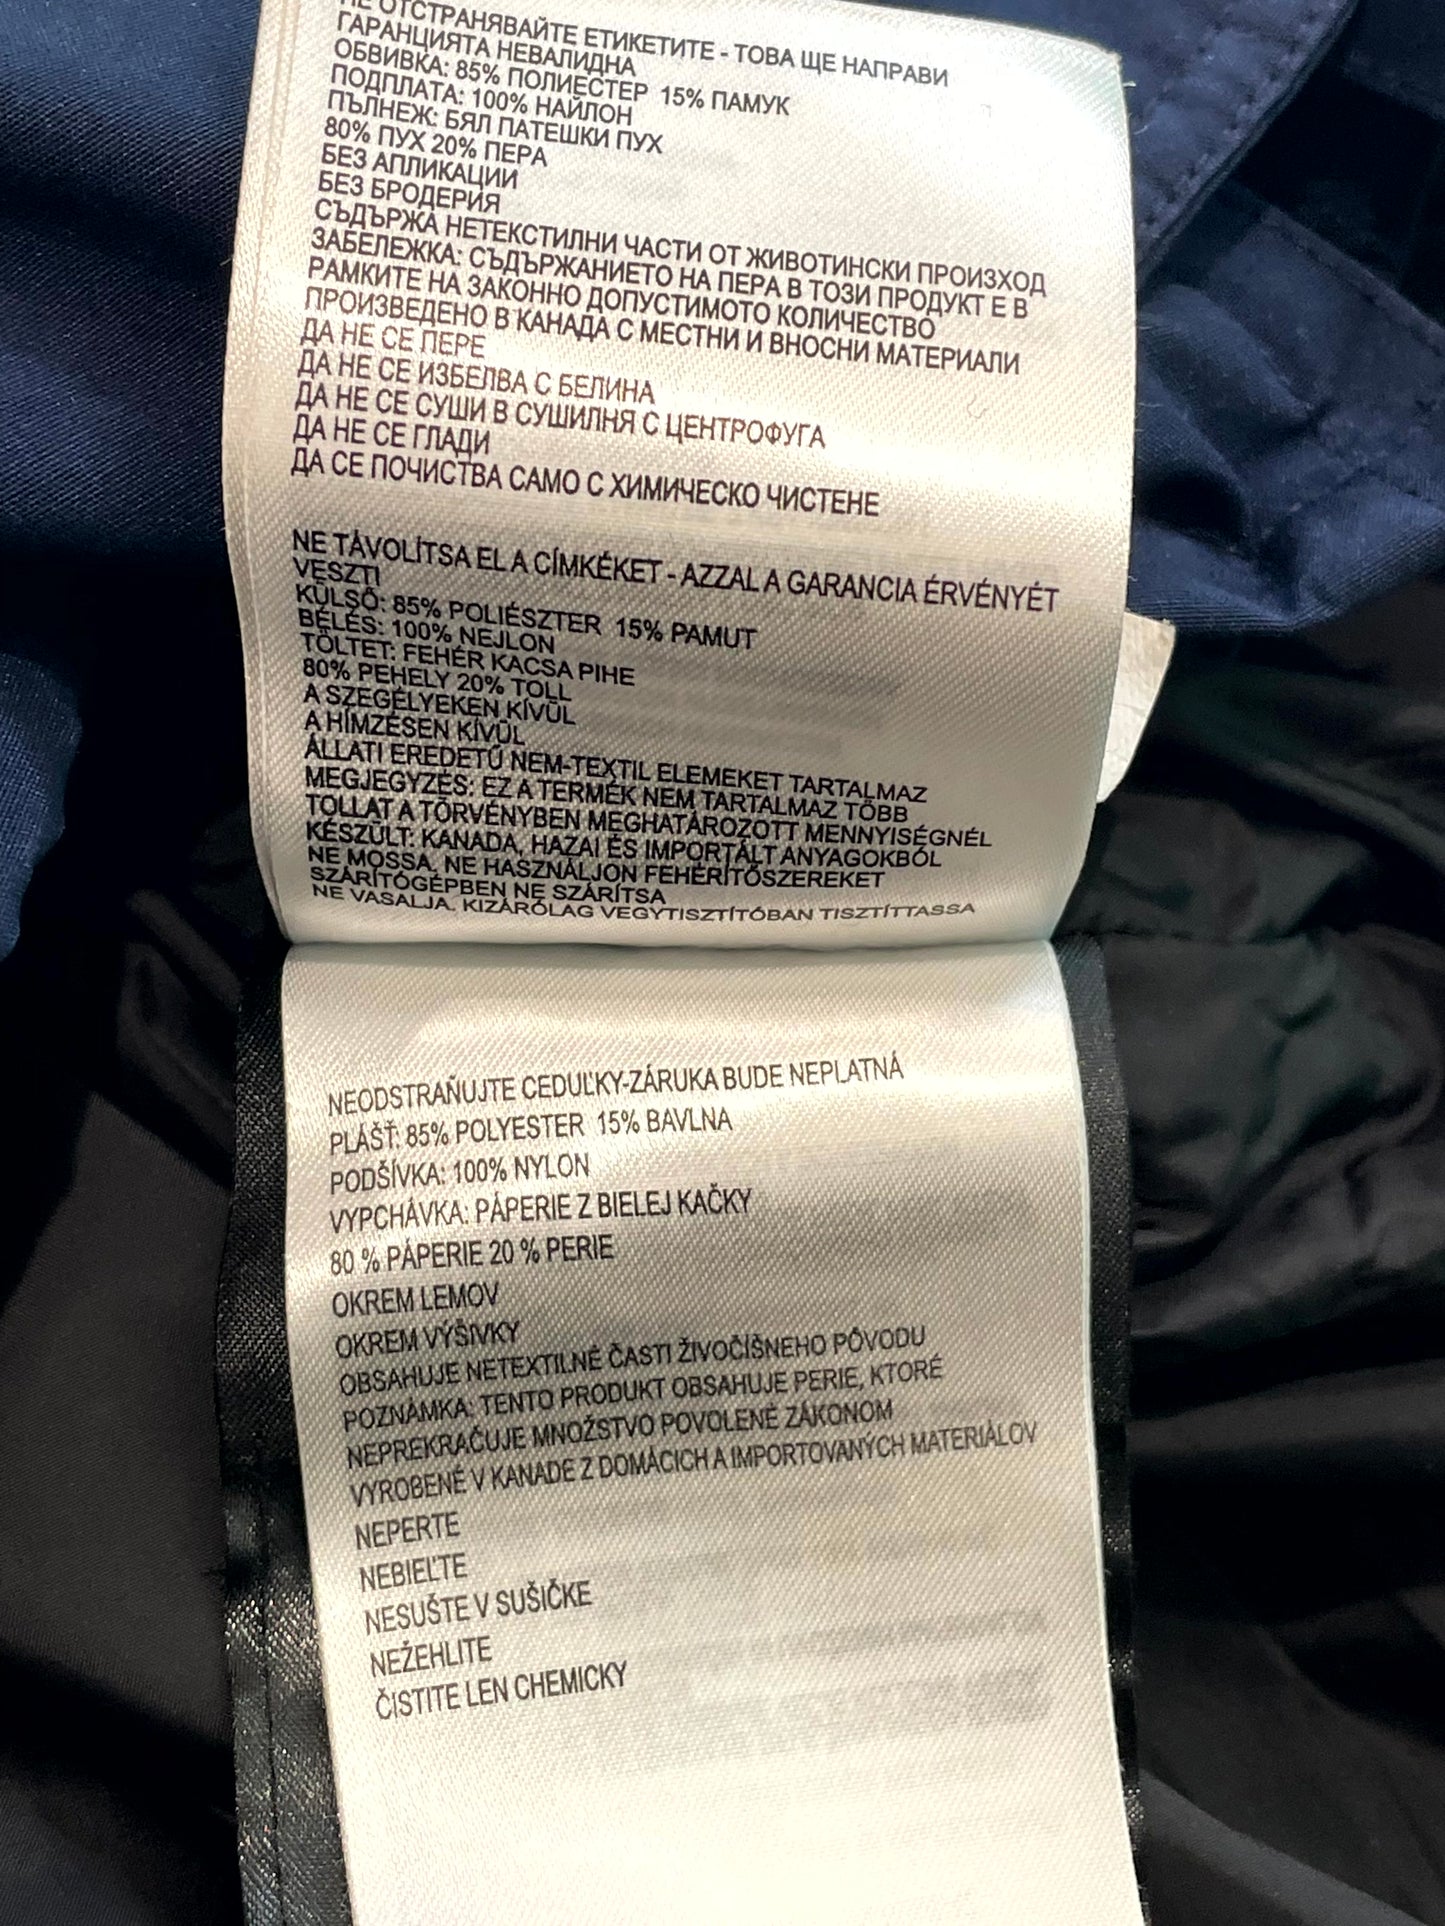 НЕ ОТСТРАНЯВАЙТЕ ЕТИКЕТИТЕ - ТОВА ЩЕ НАПРАВИ
ГАРАНЦИЯТА НЕВАЛИДНА
ОБВИВКА: 85% ПОЛИЕСТЕР 15% ПАМУК
ПОДПЛАТА: 100% НАЙЛОН
ПЪЛНЕЖ: БЯЛ ПАТЕШКИ ПУХ
80% ПУХ 20% ПЕРА
БЕЗ АПЛИКАЦИИ
БЕЗ БРОДЕРИЯ
СЪДЪРЖА НЕТЕКСТИЛНИ ЧАСТИ ОТ ЖИВОТИНСКИ ПРОИЗХОД
ЗАБЕЛЕЖКА: СЪДЪРЖАНИЕТО НА ПЕРА В ТОЗИ ПРОДУКТ Е В
РАМКИТЕ НА ЗАКОННО ДОПУСТИМОТО КОЛИЧЕСТВО
ПРОИЗВЕДЕНО В КАНАДА С МЕСТНИ И ВНОСНИ МАТЕРИАЛИ
ДА НЕ СЕ ПЕРЕ
ДА НЕ СЕ ИЗБЕЛВА С БЕЛИНА
ДА НЕ СЕ СУШИ В СУШИЛНЯ С ЦЕНТРОФУГА
ДА НЕ СЕ ГЛАДИ
ДА СЕ ПОЧИСТВА САМО С ХИМИЧЕСКО ЧИСТЕНЕ
NE TÁVOLÍTSA EL A CÍMKÉKET - AZZAL A GARANCIA ÉRVÉNYÉT
VESZTI
KÜLSŐ: 85% POLIÉSZTER 15% PAMUT
BÉLÉS: 100% NEJLON
TÖLTET: FEHÉR KACSA PIHE
80% PEHELY 20% TOLL
A SZEGÉLYEKEN KÍVÜL
A HÍMZÉSEN KÍVÜL
ÁLLATI EREDETŰ NEM-TEXTIL ELEMEKET TARTALMAZ
MEGJEGYZÉS: EZ A TERMÉK NEM TARTALMAZ TÖBB
TOLLAT A TÖRVÉNYBEN MEGHATÁROZOTT MENNYISÉGNÉL
KÉSZÜLT: KANADA, HAZAI ÉS IMPORTÁLT ANYAGOKBÓL
NE MOSSA, NE HASZNÁLJON FEHÉRÍTŐSZEREKET
SZÁRÍTÓGÉPBEN NE SZÁRÍTSA
NE VASALJA, KIZÁRÓLAG VEGYTISZTÍTÓBAN TISZTÍTTASSA
NEODSTRAŇUJTE CEDUĽKY-ZÁRUKA BUDE NEPLATNÁ
PLÁŠŤ: 85% POLYESTER 15% BAVLNA
PODŠÍVKA: 100% NYLON
VYPCHÁVKA: PÁPERIE Z BIELEJ KAČKY
80 % PÁPERIE 20 % PERIE
OKREM LEMOV
OKREM VÝŠIVKY
OBSAHUJE NETEXTILNÉ ČASTI ŽIVOČÍŠNEHO PÔVODU
POZNÁMKA: TENTO PRODUKT OBSAHUJE PERIE, KTORÉ
NEPREKRAČUJE MNOŽSTVO POVOLENÉ ZÁKONOM
VYROBENÉ V KANADE Z DOMÁCICH A IMPORTOVANÝCH MATERIÁLOV
NEPERTE
NEBIEĽTE
NESUŠTE V SUŠIČKE
NEŽEHLITE
ČISTITE LEN CHEMICKY